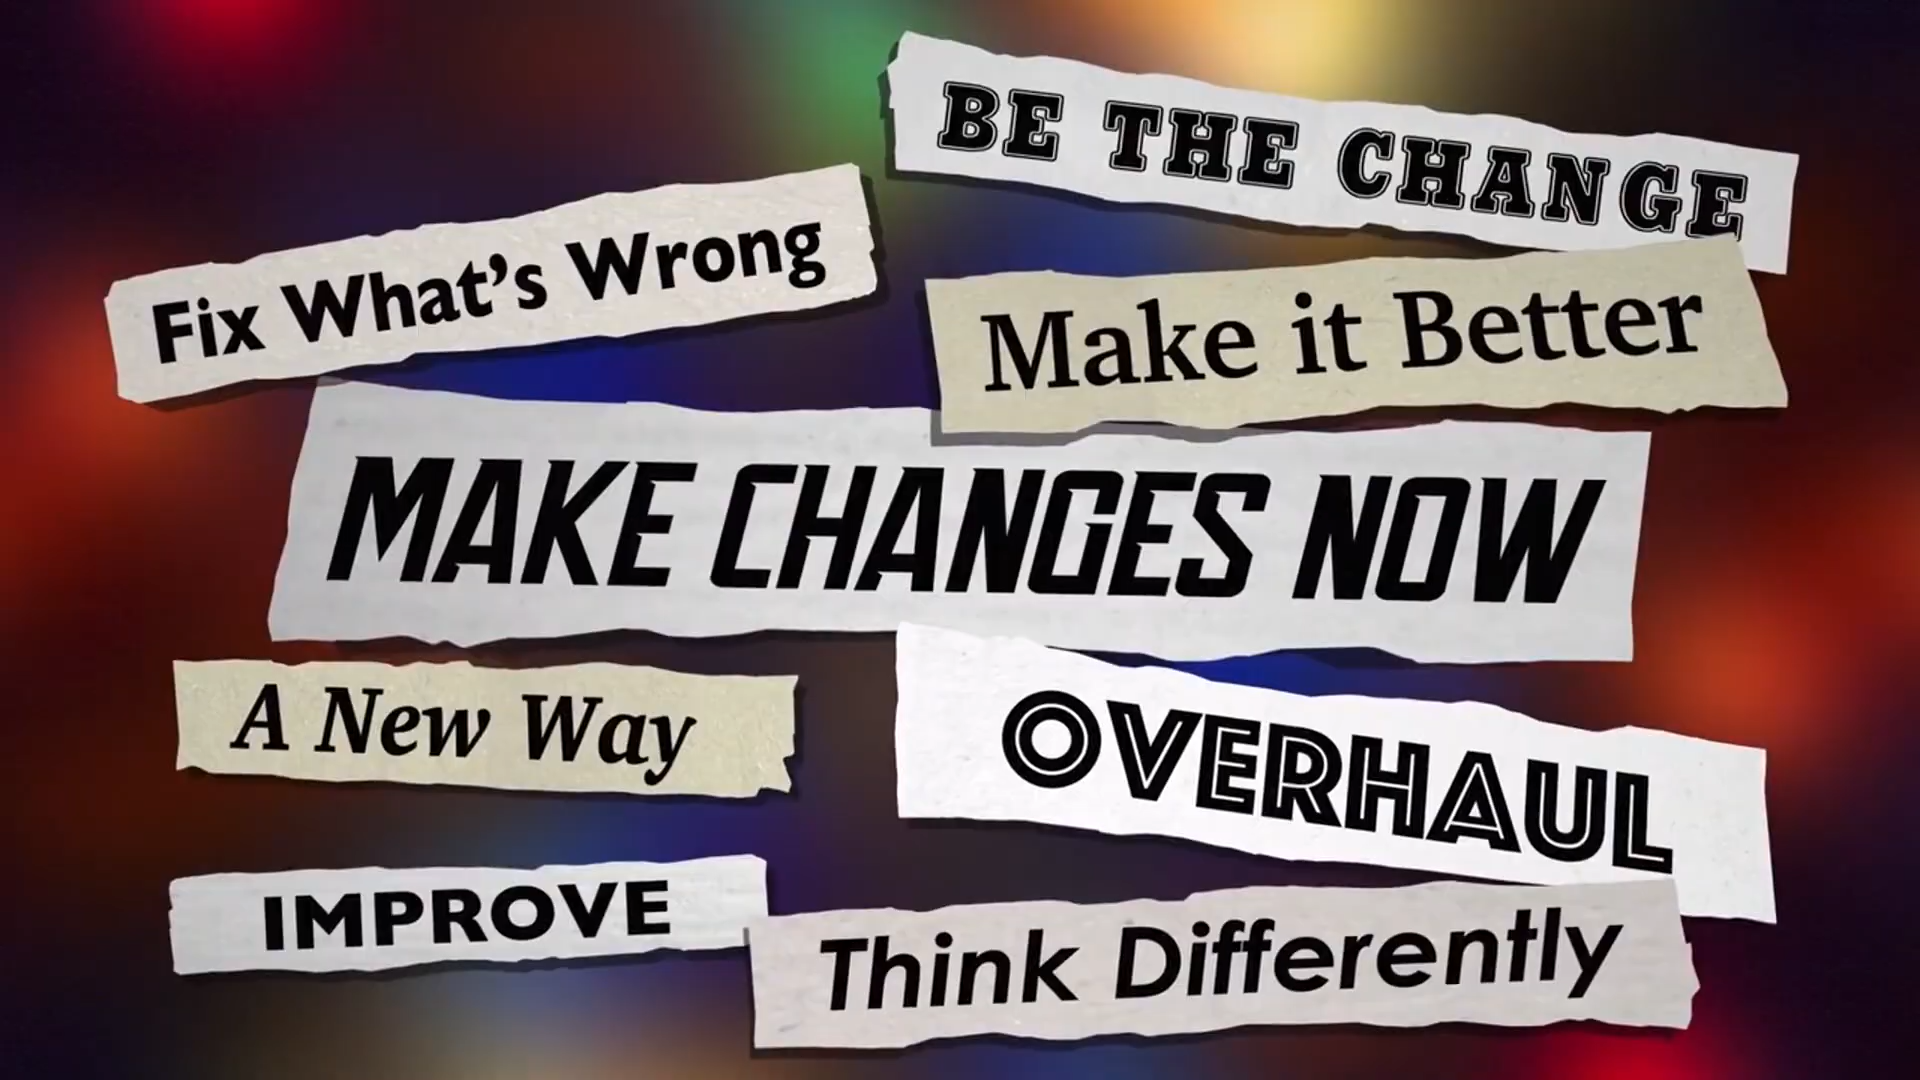 BE THE CHANGE
Fix What's Wrong
Make it Better
MAKE CHANGES NOW
A New Way
OVERHAUL
IMPROVE
Think Differently